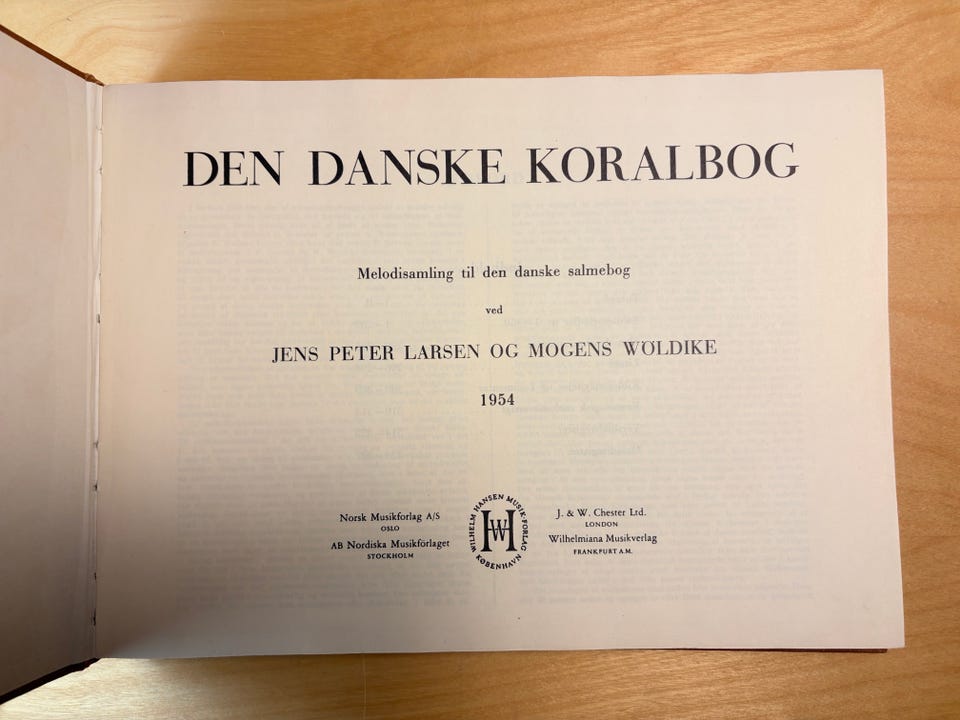 DEN DANSKE KORALBOG
Melodisamling til den danske salmebog
ved
JENS PETER LARSEN OG MOGENS WÖLDIKE
1954
Norsk Musikforlag A/S
OSLO
AB Nordiska Musikförlaget
STOCKHOLM
WILHELM HANSEN MUSIK-FORLAG
KØBENHAVN
WH
J. & W. Chester Ltd.
LONDON
Wilhelmiana Musikverlag
FRANKFURT A.M.